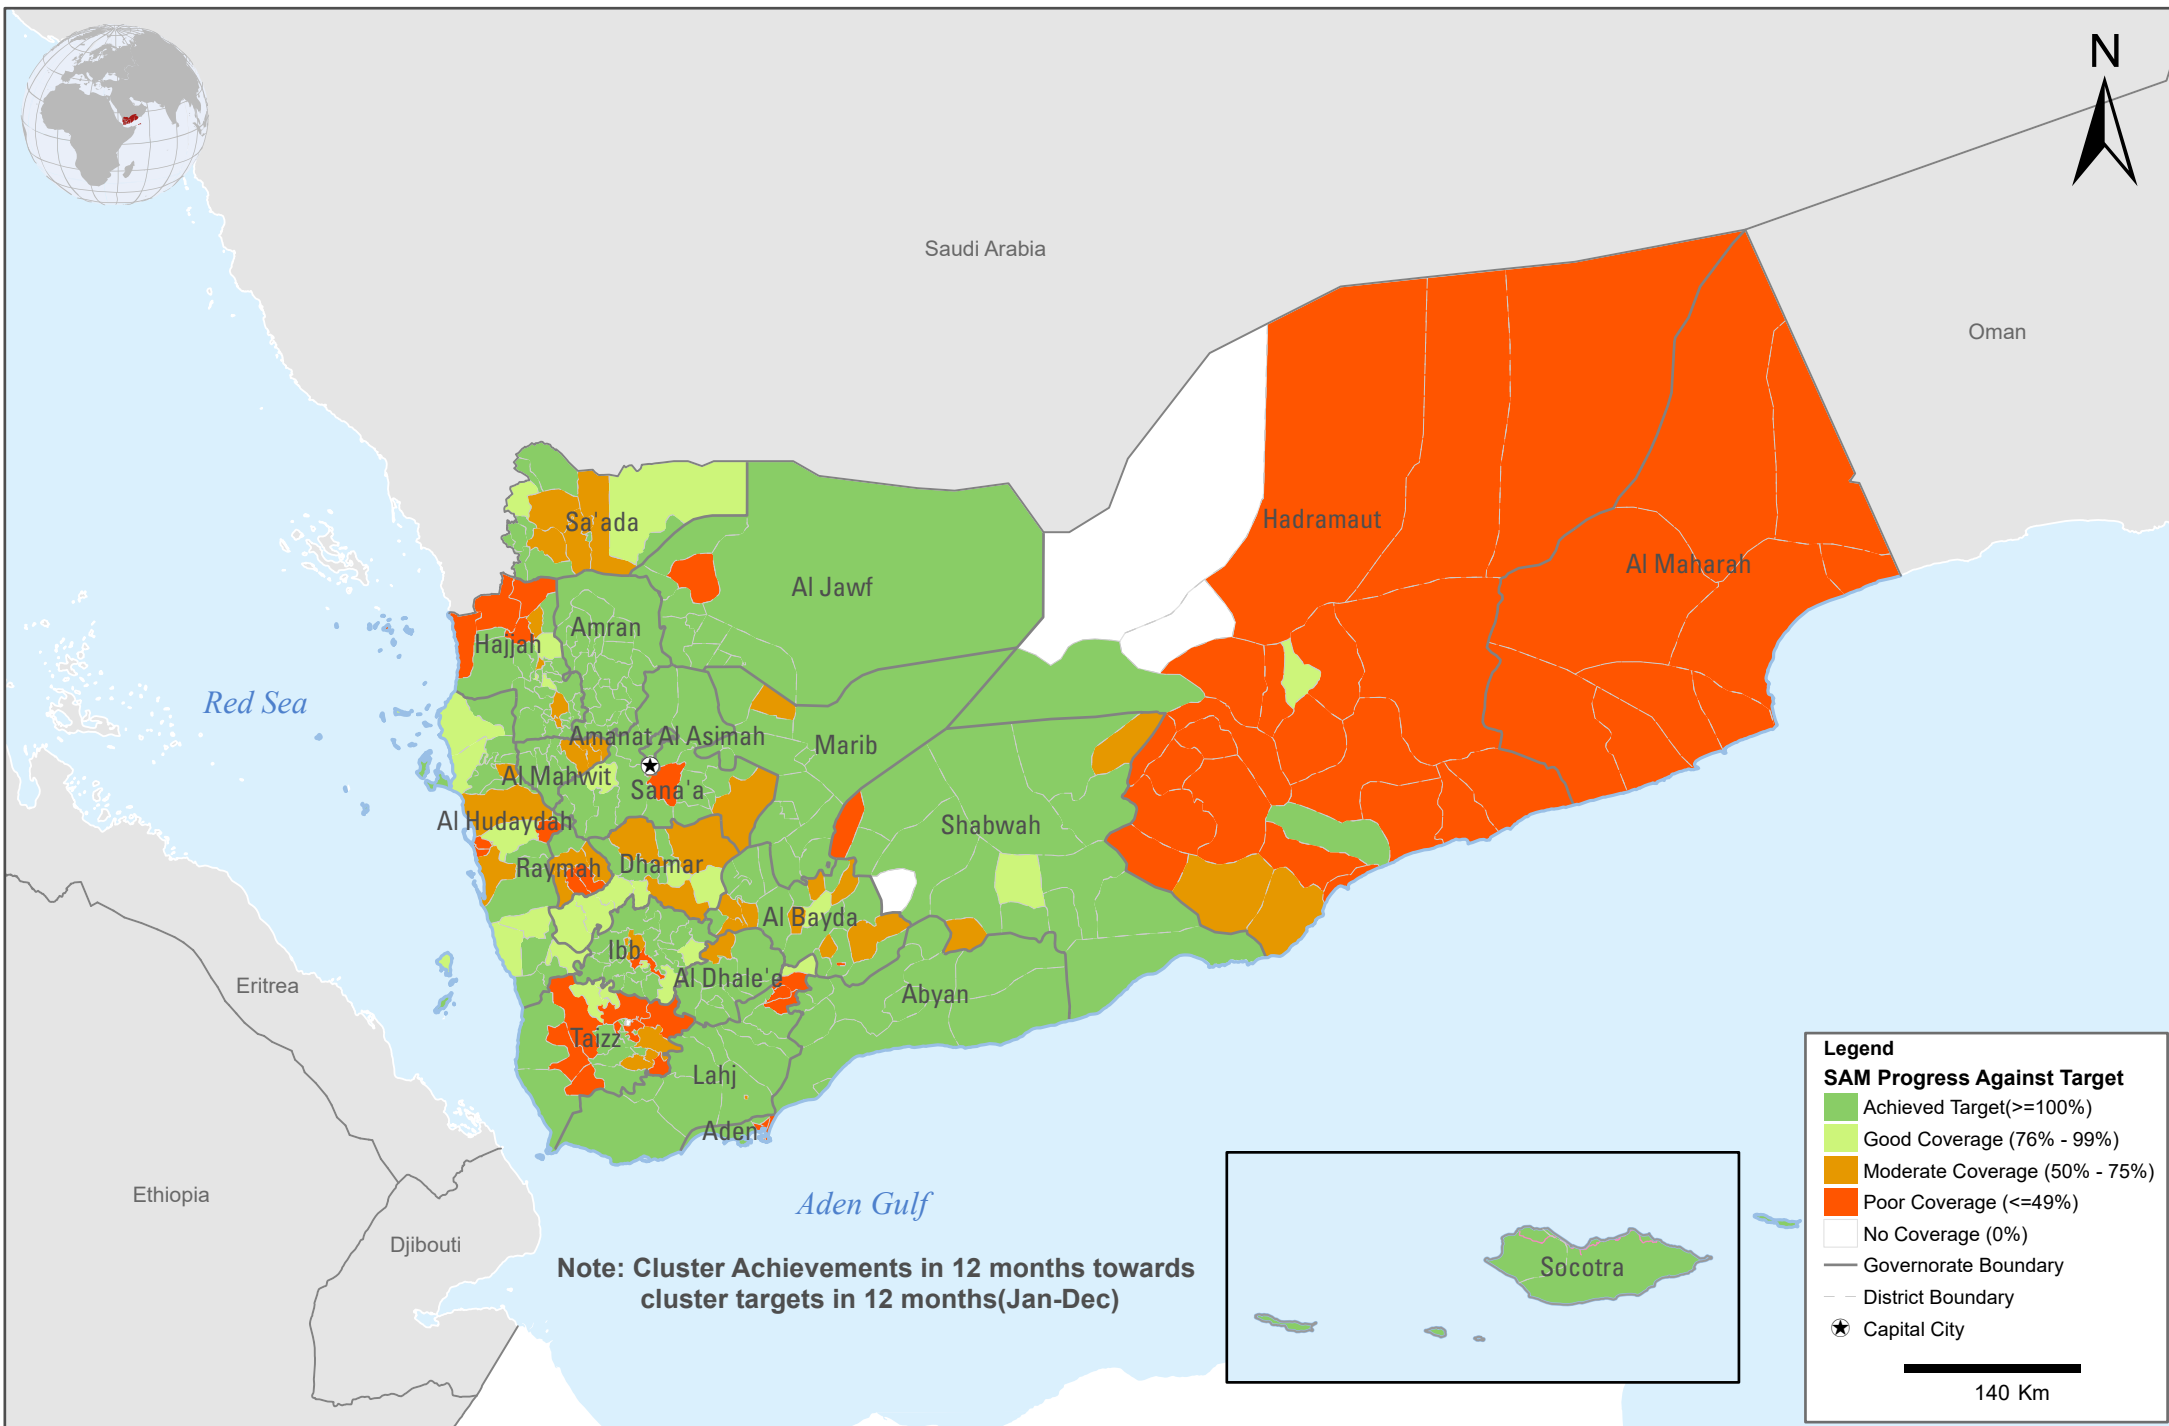 N
Saudi Arabia
Oman
Sa'ada
Hadramaut
Al Maharah
Al Jawf
Amran
Hajjah
Red Sea
Amanat Al Asimah
Marib
Al Mahwit
Sana'a
Al Hudaydah
Shabwah
Raymah
Dhamar
Al Bayda
Ibb
Al Dhale'e
Eritrea
Abyan
Taizz
Lahj
Aden
Ethiopia
Aden Gulf
Djibouti
Note: Cluster Achievements in 12 months towards
cluster targets in 12 months(Jan-Dec)
Socotra
Legend
SAM Progress Against Target
Achieved Target(>=100%)
Good Coverage (76% - 99%)
Moderate Coverage (50% - 75%)
Poor Coverage (<=49%)
No Coverage (0%)
Governorate Boundary
District Boundary
Capital City
140 Km